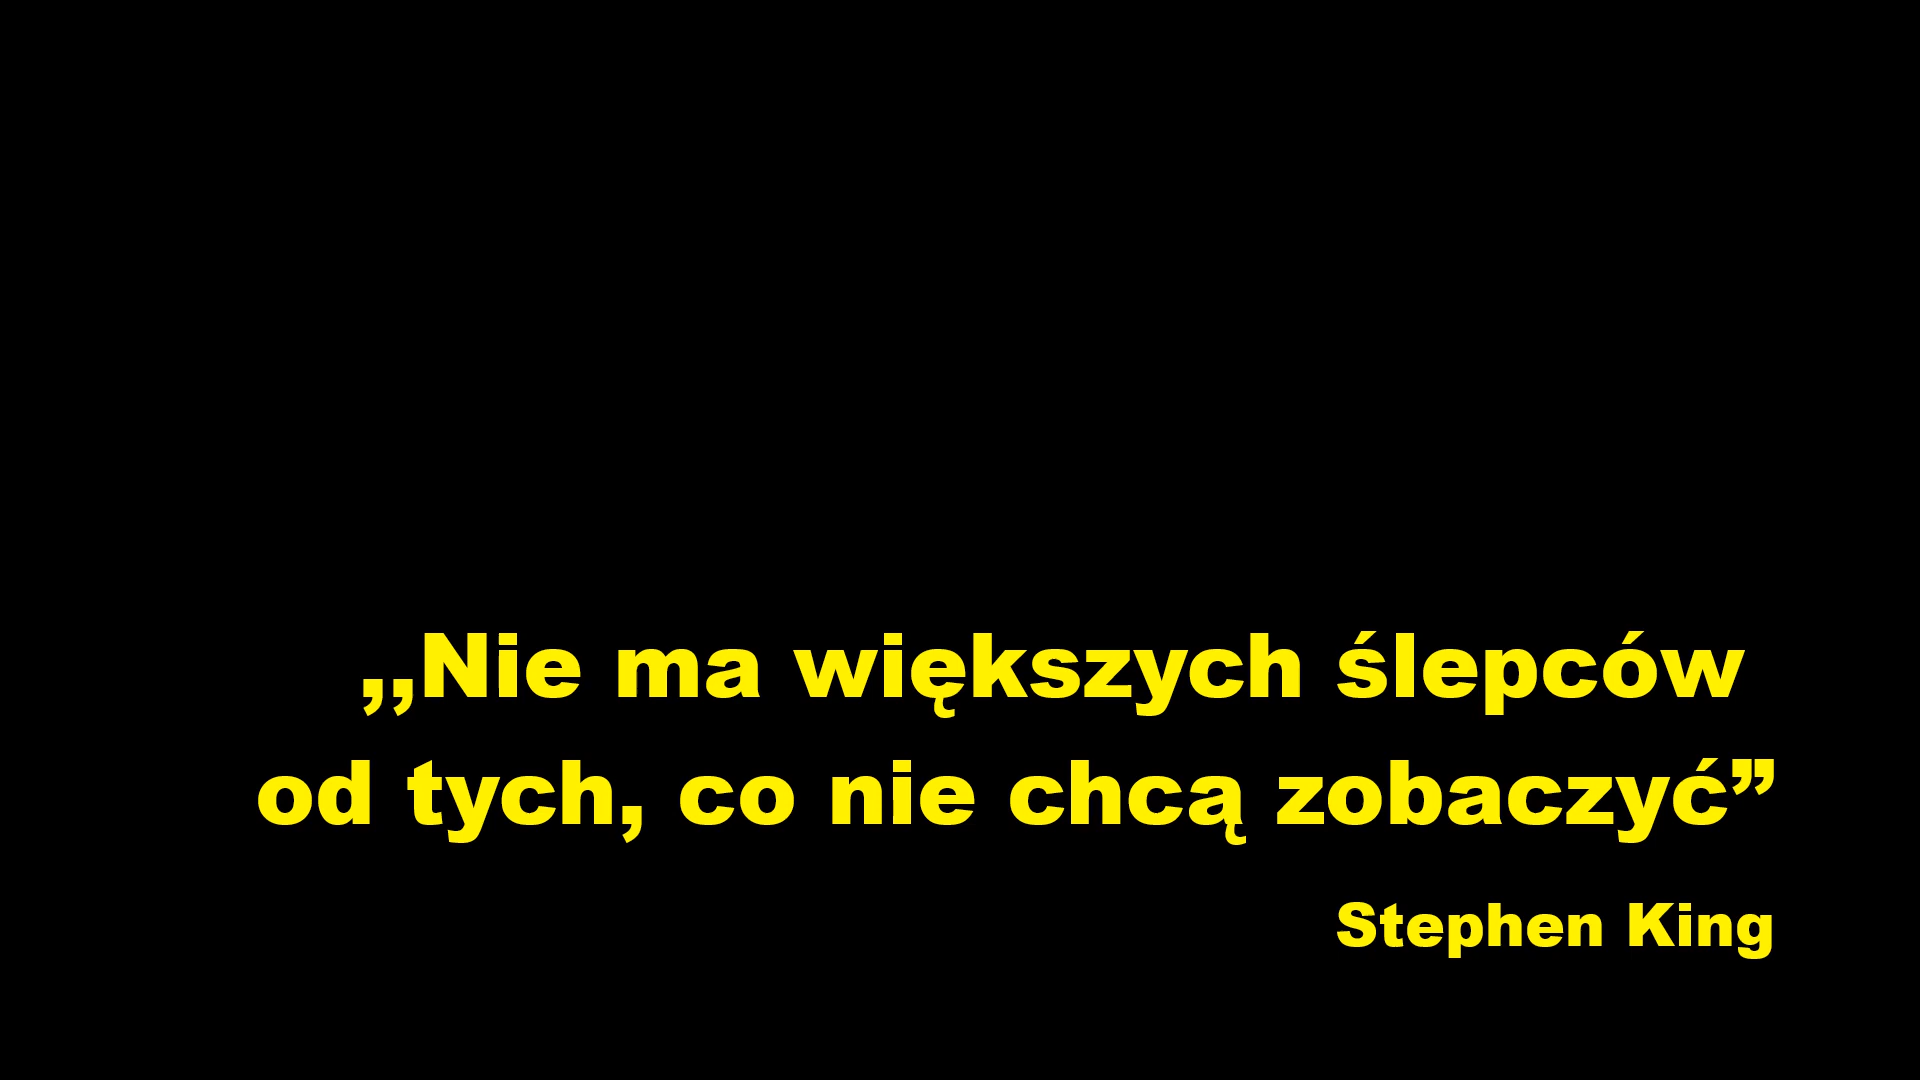 ,,Nie ma większych ślepców
od tych, co nie chcą zobaczyć”
Stephen King